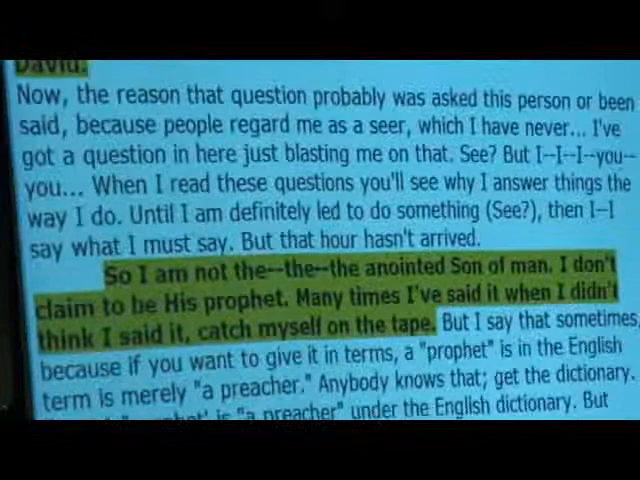 David.
Now, the reason that question probably was asked this person or been
said, because people regard me as a seer, which I have never... I've
got a question in here just blasting me on that. See? But I--I--I--you--
you... When I read these questions you'll see why I answer things the
way I do. Until I am definitely led to do something (See?), then I--I
say what I must say. But that hour hasn't arrived.
So I am not the--the--the anointed Son of man. I don't
claim to be His prophet. Many times I've said it when I didn't
think I said it, catch myself on the tape. But I say that sometimes,
because if you want to give it in terms, a "prophet" is in the English
term is merely "a preacher." Anybody knows that; get the dictionary.
is "a preacher" under the English dictionary. But